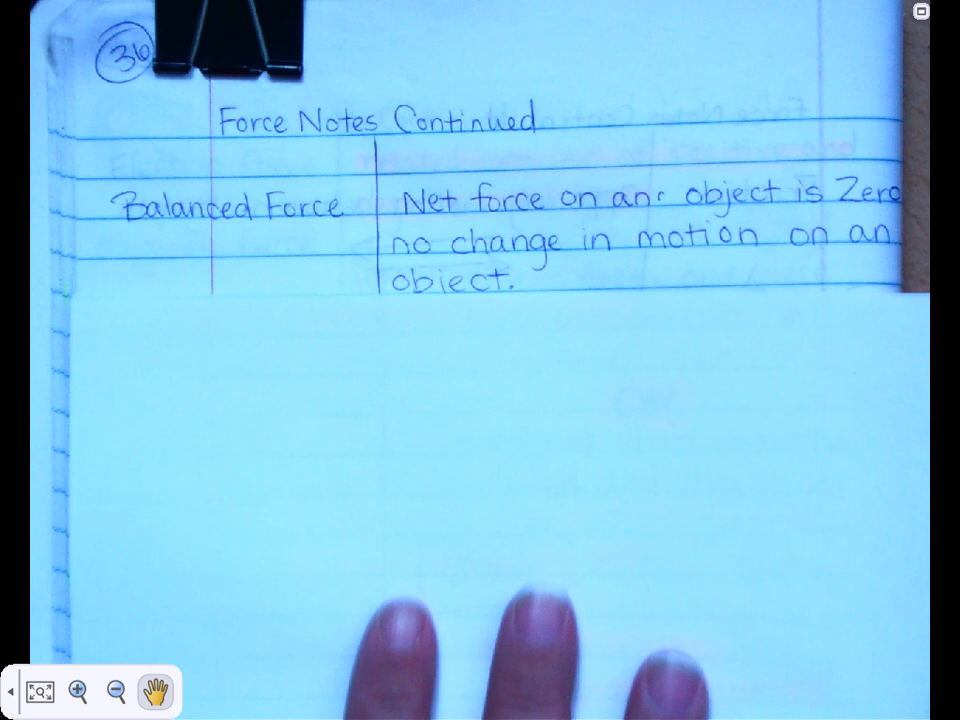 36
Force Notes Continued
Balanced Force
Net force on an object is Zero
no change in motion on an
object.